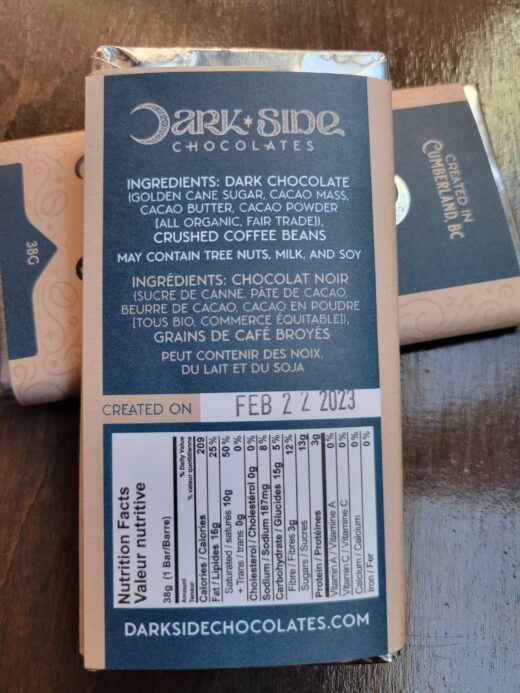 DARK SIDE
CHOCOLATES
INGREDIENTS: DARK CHOCOLATE
(GOLDEN CANE SUGAR, CACAO MASS,
CACAO BUTTER, CACAO POWDER
[ALL ORGANIC, FAIR TRADE]),
CRUSHED COFFEE BEANS
MAY CONTAIN TREE NUTS, MILK, AND SOY
INGRÉDIENTS: CHOCOLAT NOIR
(SUCRE DE CANNE, PÂTE DE CACAO,
BEURRE DE CACAO, CACAO EN POUDRE
[TOUS BIO, COMMERCE ÉQUITABLE]),
GRAINS DE CAFÉ BROYÉS
PEUT CONTENIR DES NOIX,
DU LAIT ET DU SOJA
CREATED ON FEB 22 2023
Nutrition Facts
Valeur nutritive
38g (1 Bar/Barre)
Amount % Daily Value
Teneur % valeur quotidienne
Calories / Calories 209
Fat / Lipides 16g 25%
Saturated / saturés 10g 50%
+ Trans / trans 0g 0%
Cholesterol / Cholestérol 0g 0%
Sodium / Sodium 187mg 8%
Carbohydrate / Glucides 15g 5%
Fibre / Fibres 3g 12%
Sugars / Sucres 13g
Protein / Protéines 3g
Vitamin A / Vitamine A 0%
Vitamin C / Vitamine C 0%
Calcium / Calcium 0%
Iron / Fer 0%
DARKSIDECHOCOLATES.COM
38G
CREATED IN
CUMBERLAND, BC